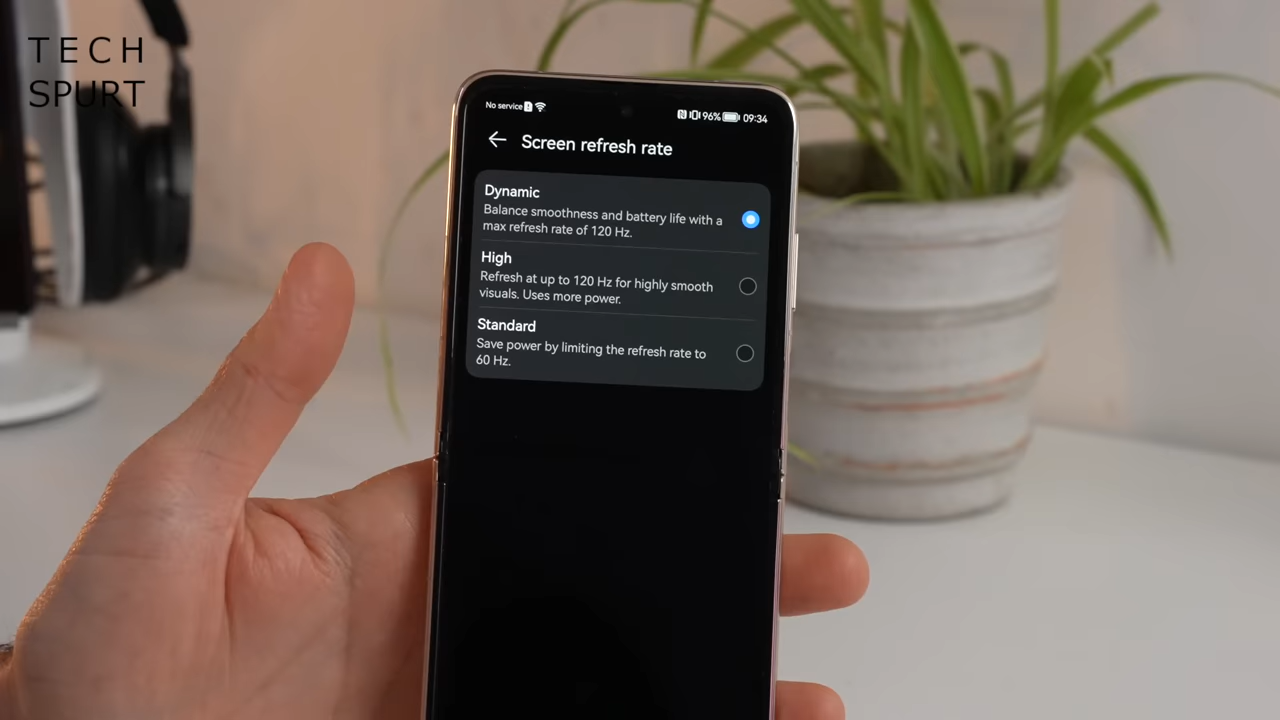 TECH
SPURT
No service 96% 09:34
Screen refresh rate
Dynamic
Balance smoothness and battery life with a
max refresh rate of 120 Hz.
High
Refresh at up to 120 Hz for highly smooth
visuals. Uses more power.
Standard
Save power by limiting the refresh rate to
60 Hz.